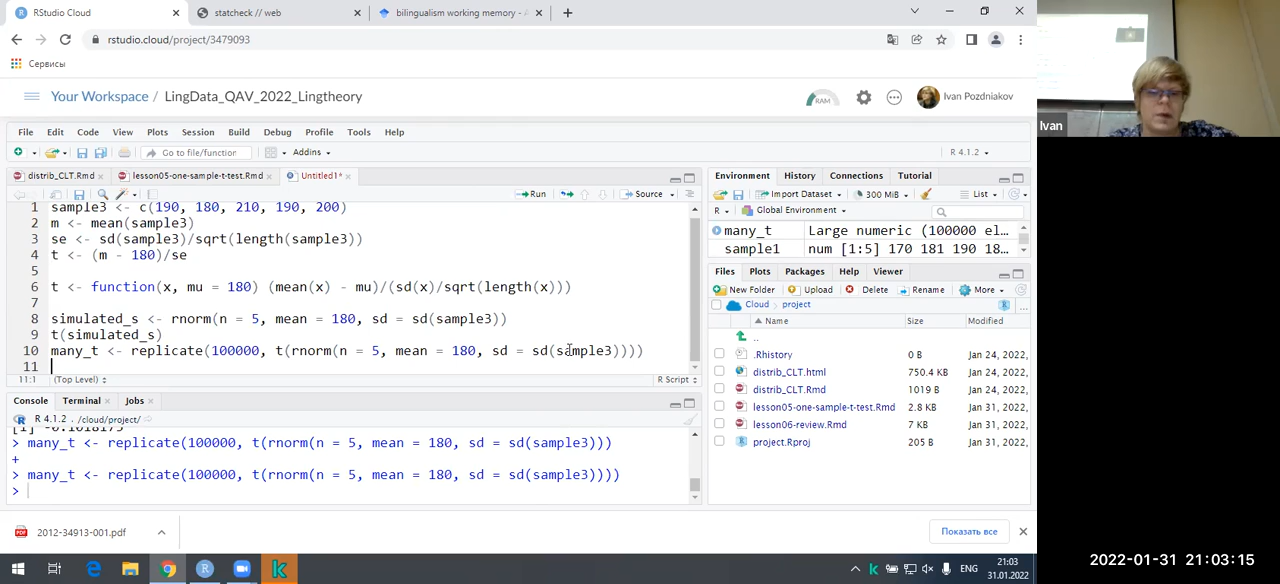 RStudio Cloud
statcheck // web
bilingualism working memory -
rstudio.cloud/project/3479093
Сервисы
Your Workspace / LingData_QAV_2022_Lingtheory
RAM
Ivan Pozdniakov
File Edit Code View Plots Session Build Debug Profile Tools Help
Go to file/function
Addins
R 4.1.2
distrib_CLT.Rmd
lesson05-one-sample-t-test.Rmd
Untitled1*
Run
Source
1 sample3 <- c(190, 180, 210, 190, 200)
2 m <- mean(sample3)
3 se <- sd(sample3)/sqrt(length(sample3))
4 t <- (m - 180)/se
5
6 t <- function(x, mu = 180) (mean(x) - mu)/(sd(x)/sqrt(length(x)))
7
8 simulated_s <- rnorm(n = 5, mean = 180, sd = sd(sample3))
9 t(simulated_s)
10 many_t <- replicate(100000, t(rnorm(n = 5, mean = 180, sd = sd(sample3))))
11
11:1 (Top Level) R Script
Console Terminal Jobs
R 4.1.2 . /cloud/project/
[1] -0.1618175
> many_t <- replicate(100000, t(rnorm(n = 5, mean = 180, sd = sd(sample3)))
+
> many_t <- replicate(100000, t(rnorm(n = 5, mean = 180, sd = sd(sample3))))
>
Environment History Connections Tutorial
Import Dataset 300 MiB List
R Global Environment
many_t Large numeric (100000 el…
sample1 num [1:5] 170 181 190 18…
Files Plots Packages Help Viewer
New Folder Upload Delete Rename More
Cloud project
Name Size Modified
..
.Rhistory 0 B Jan 24, 2022,
distrib_CLT.html 750.4 KB Jan 24, 2022,
distrib_CLT.Rmd 1019 B Jan 24, 2022,
lesson05-one-sample-t-test.Rmd 2.8 KB Jan 31, 2022,
lesson06-review.Rmd 7 KB Jan 31, 2022,
project.Rproj 205 B Jan 31, 2022,
2012-34913-001.pdf
Показать все
ENG
21:03
31.01.2022
Ivan
2022-01-31 21:03:15